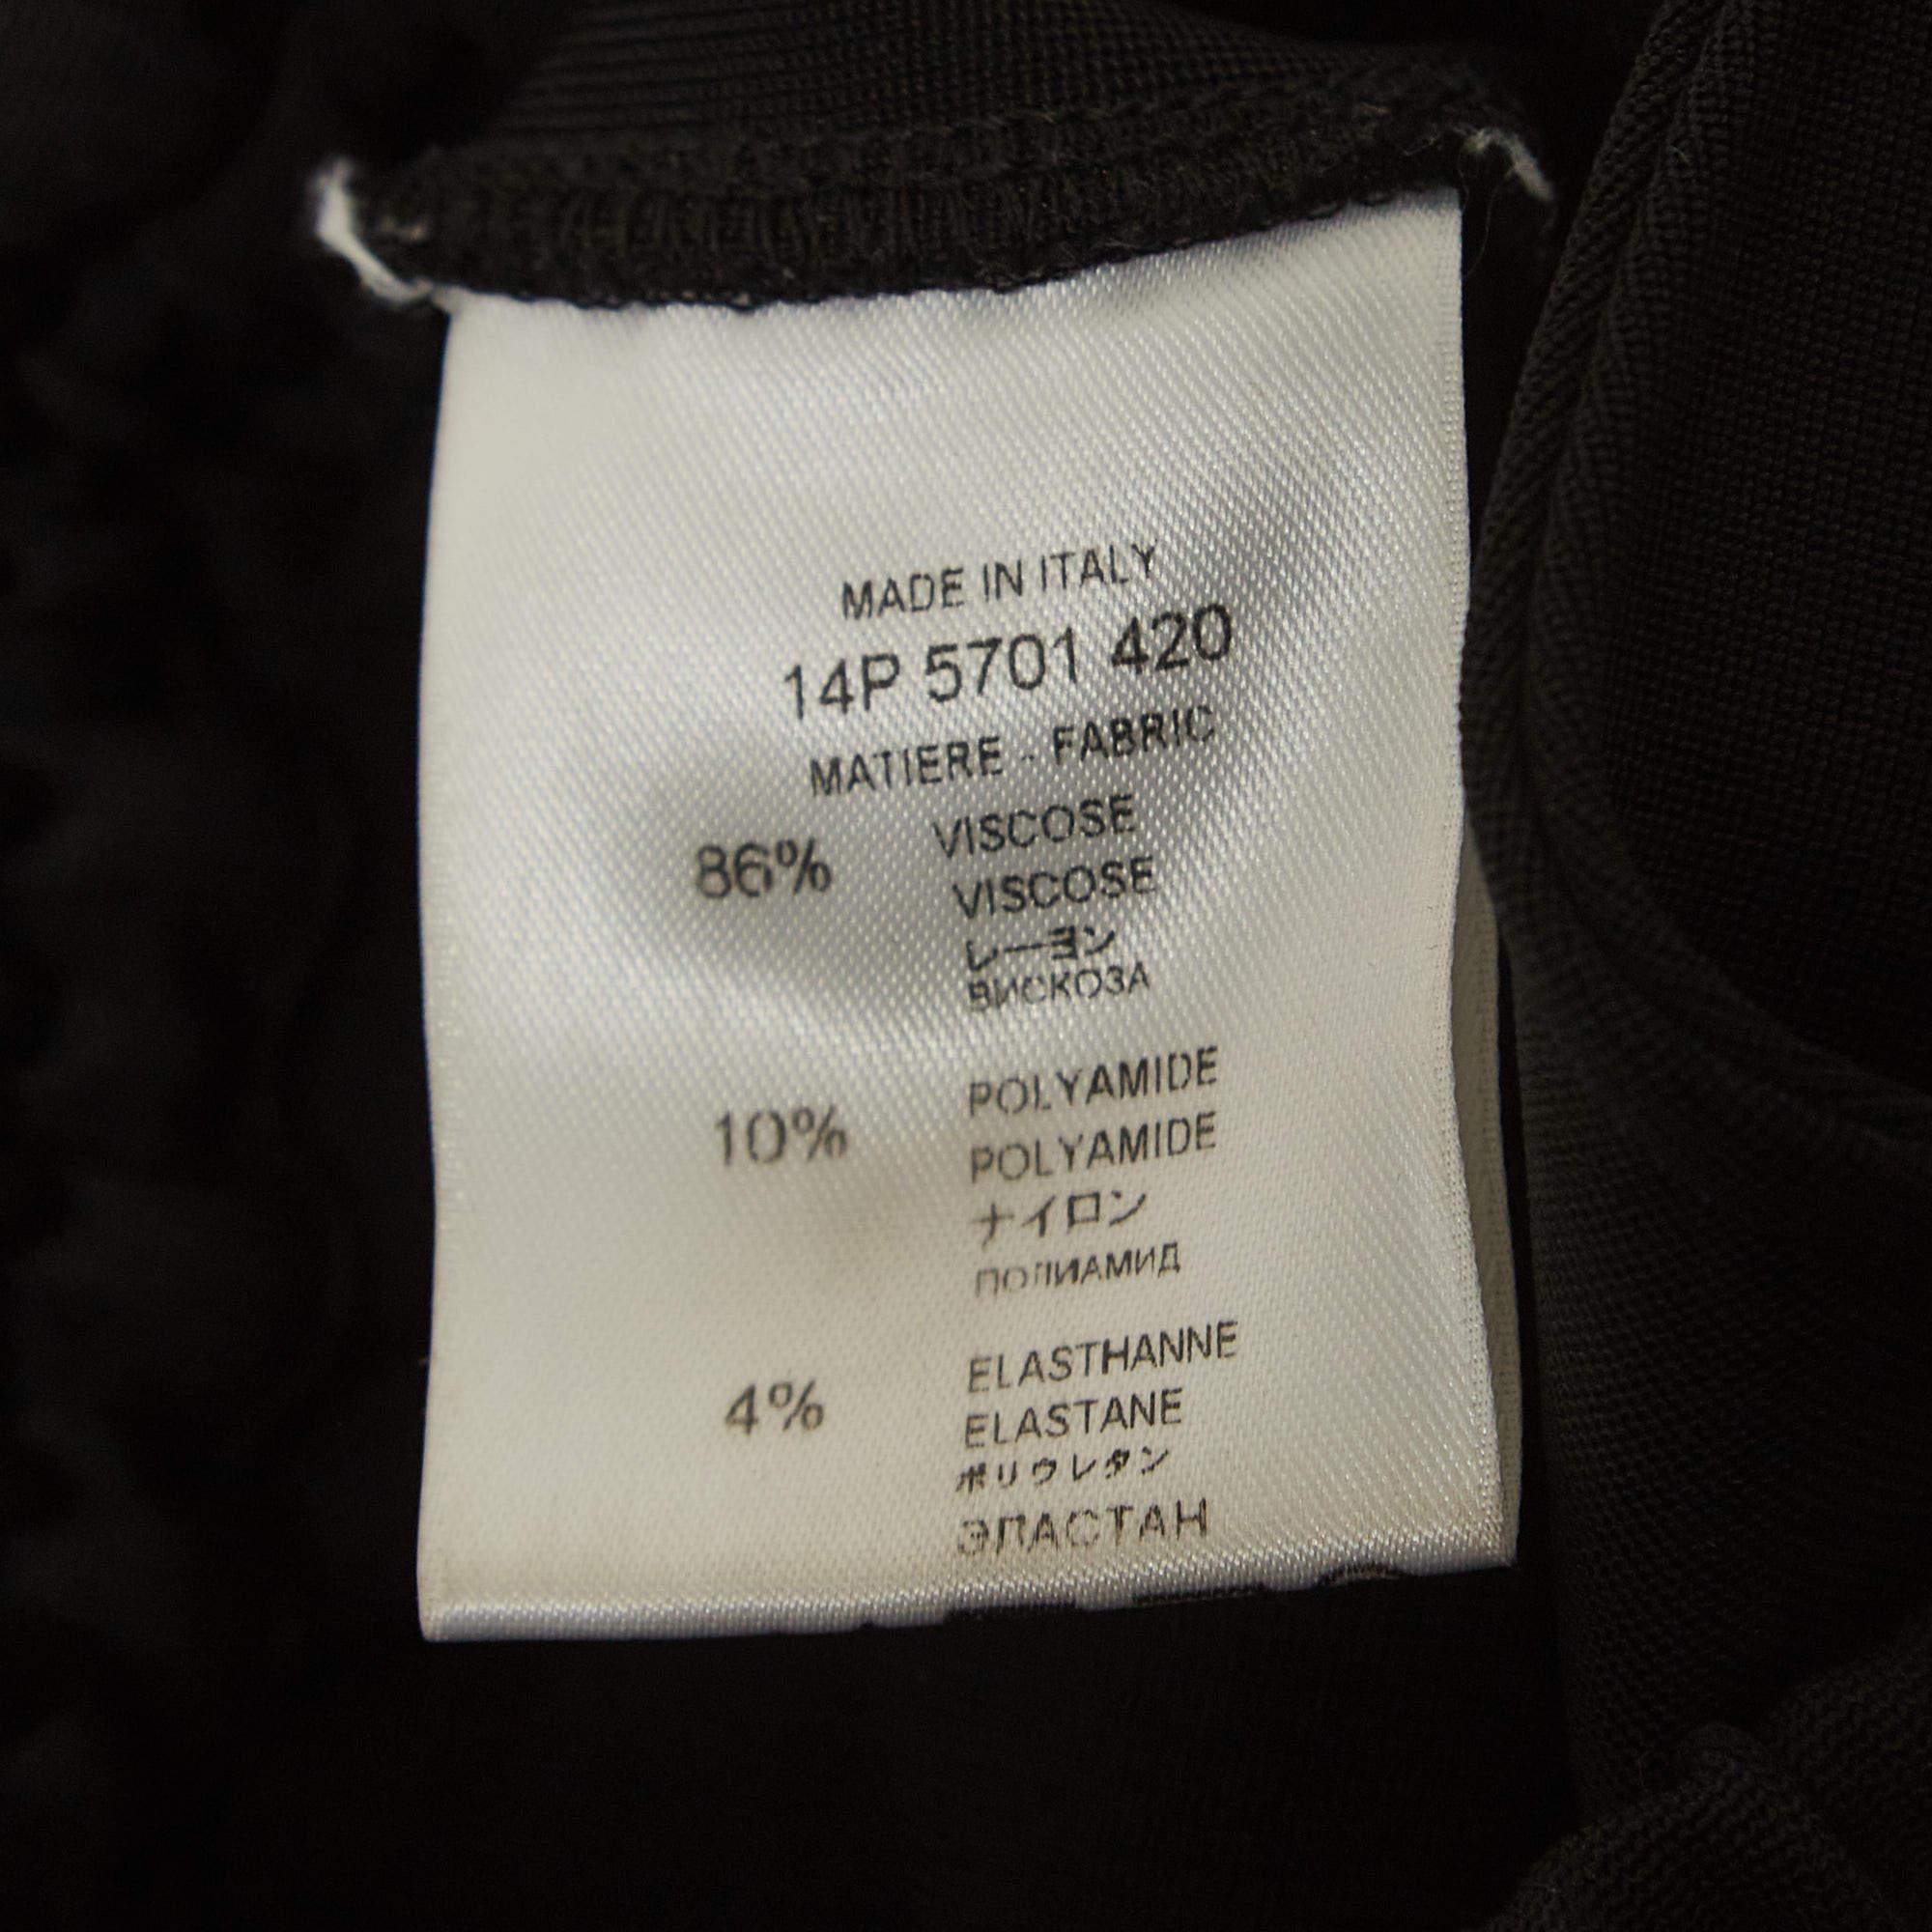 MADE IN ITALY
14P 5701 420
MATIERE - FABRIC
86% VISCOSE
VISCOSE
レーヨン
ВИСКОЗА
10% POLYAMIDE
POLYAMIDE
ナイロン
ПОЛИАМИД
4% ELASTHANNE
ELASTANE
ポリウレタン
ЭЛАСТАН